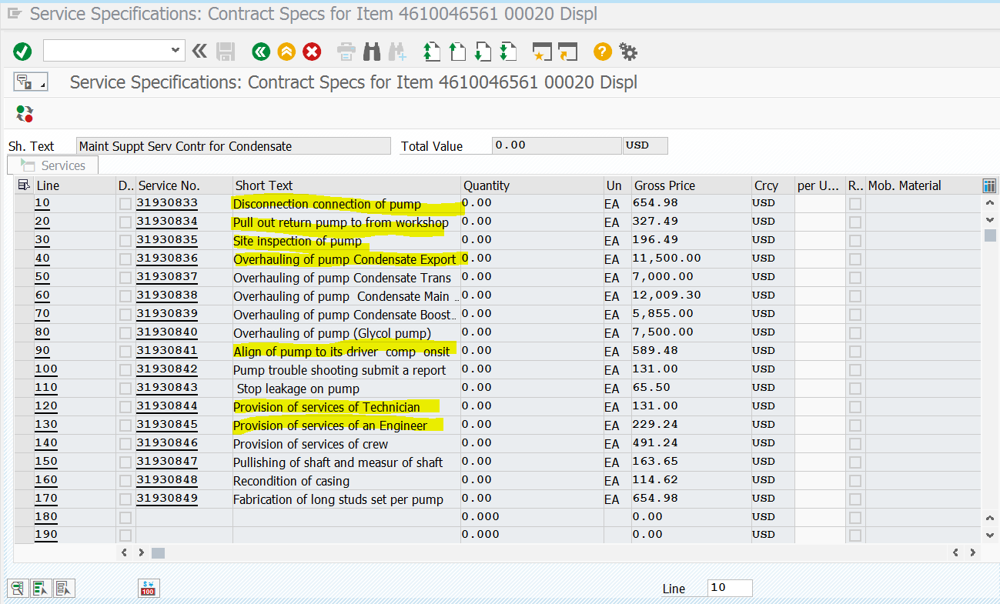 Service Specifications: Contract Specs for Item 4610046561 00020 Displ
Service Specifications: Contract Specs for Item 4610046561 00020 Displ
Sh. Text Maint Suppt Serv Contr for Condensate Total Value 0.00 USD
Services
Line D.. Service No. Short Text Quantity Un Gross Price Crcy per U... R.. Mob. Material
10 31930833 Disconnection connection of pump 0.00 EA 654.98 USD
20 31930834 Pull out return pump to from workshop 0.00 EA 327.49 USD
30 31930835 Site inspection of pump 0.00 EA 196.49 USD
40 31930836 Overhauling of pump Condensate Export 0.00 EA 11,500.00 USD
50 31930837 Overhauling of pump Condensate Trans 0.00 EA 7,000.00 USD
60 31930838 Overhauling of pump  Condensate Main ... 0.00 EA 12,009.30 USD
70 31930839 Overhauling of pump Condensate Boost... 0.00 EA 5,855.00 USD
80 31930840 Overhauling of pump (Glycol pump) 0.00 EA 7,500.00 USD
90 31930841 Align of pump to its driver  comp  onsit 0.00 EA 589.48 USD
100 31930842 Pump trouble shooting submit a report 0.00 EA 131.00 USD
110 31930843 Stop leakage on pump 0.00 EA 65.50 USD
120 31930844 Provision of services of Technician 0.00 EA 131.00 USD
130 31930845 Provision of services of an Engineer 0.00 EA 229.24 USD
140 31930846 Provision of services of crew 0.00 EA 491.24 USD
150 31930847 Pullishing of shaft and measur of shaft 0.00 EA 163.65 USD
160 31930848 Recondition of casing 0.00 EA 114.62 USD
170 31930849 Fabrication of long studs set per pump 0.00 EA 654.98 USD
180 0.000 0.00 USD
190 0.000 0.00 USD
100
Line 10